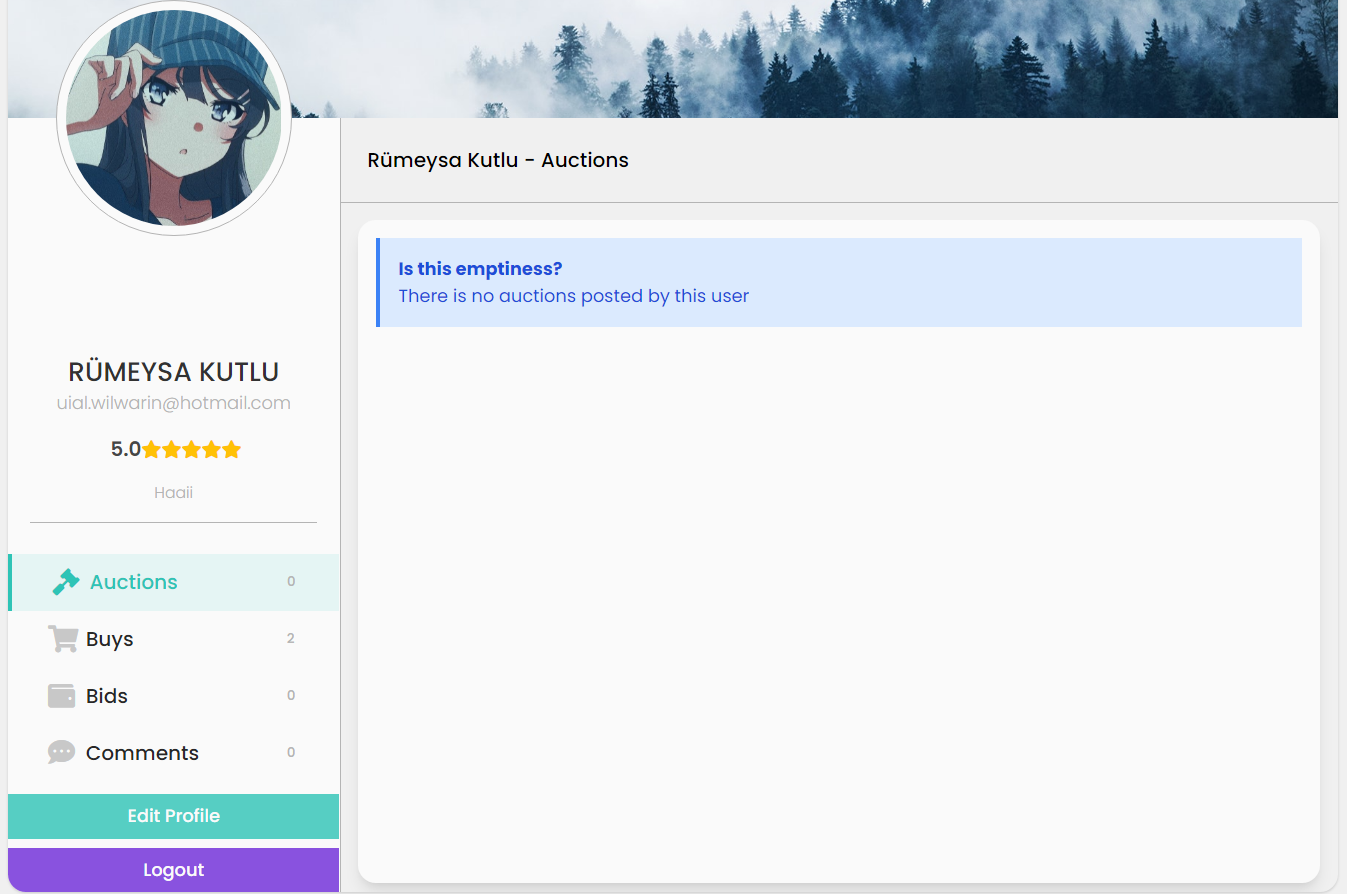 Rümeysa Kutlu - Auctions
Is this emptiness?
There is no auctions posted by this user
RÜMEYSA KUTLU
uial.wilwarin@hotmail.com
5.0
Haaii
Auctions 0
Buys 2
Bids 0
Comments 0
Edit Profile
Logout